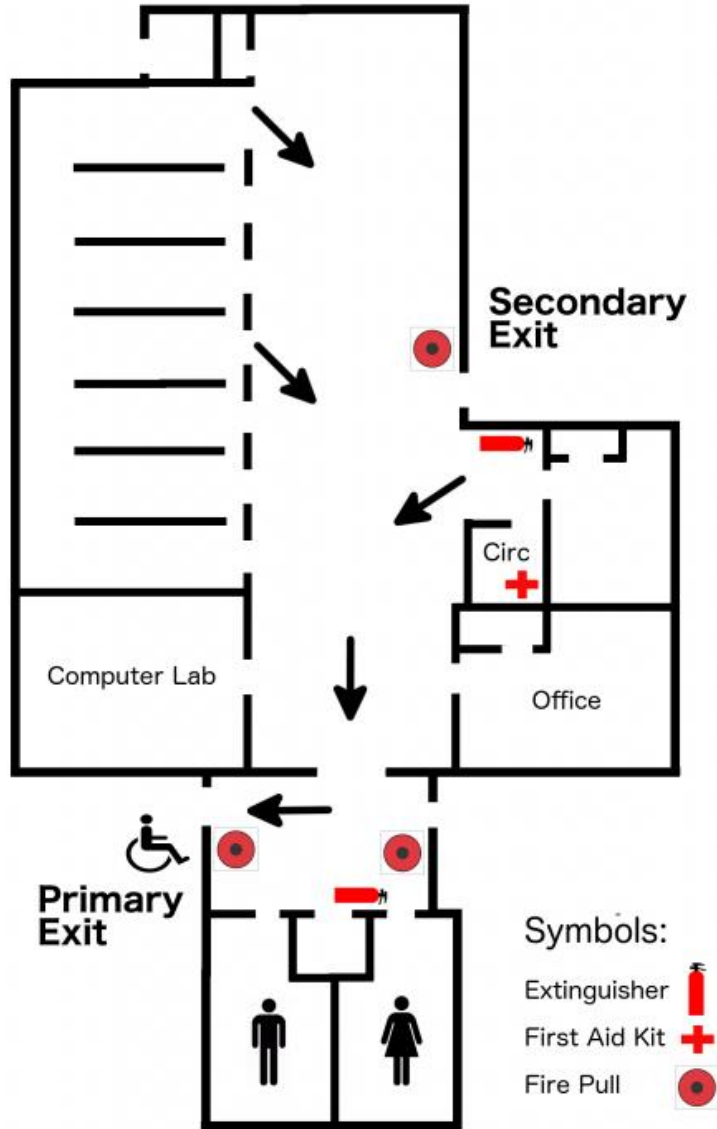 Secondary
Exit
Circ
Computer Lab
Office
Primary
Exit
Symbols:
Extinguisher
First Aid Kit
Fire Pull